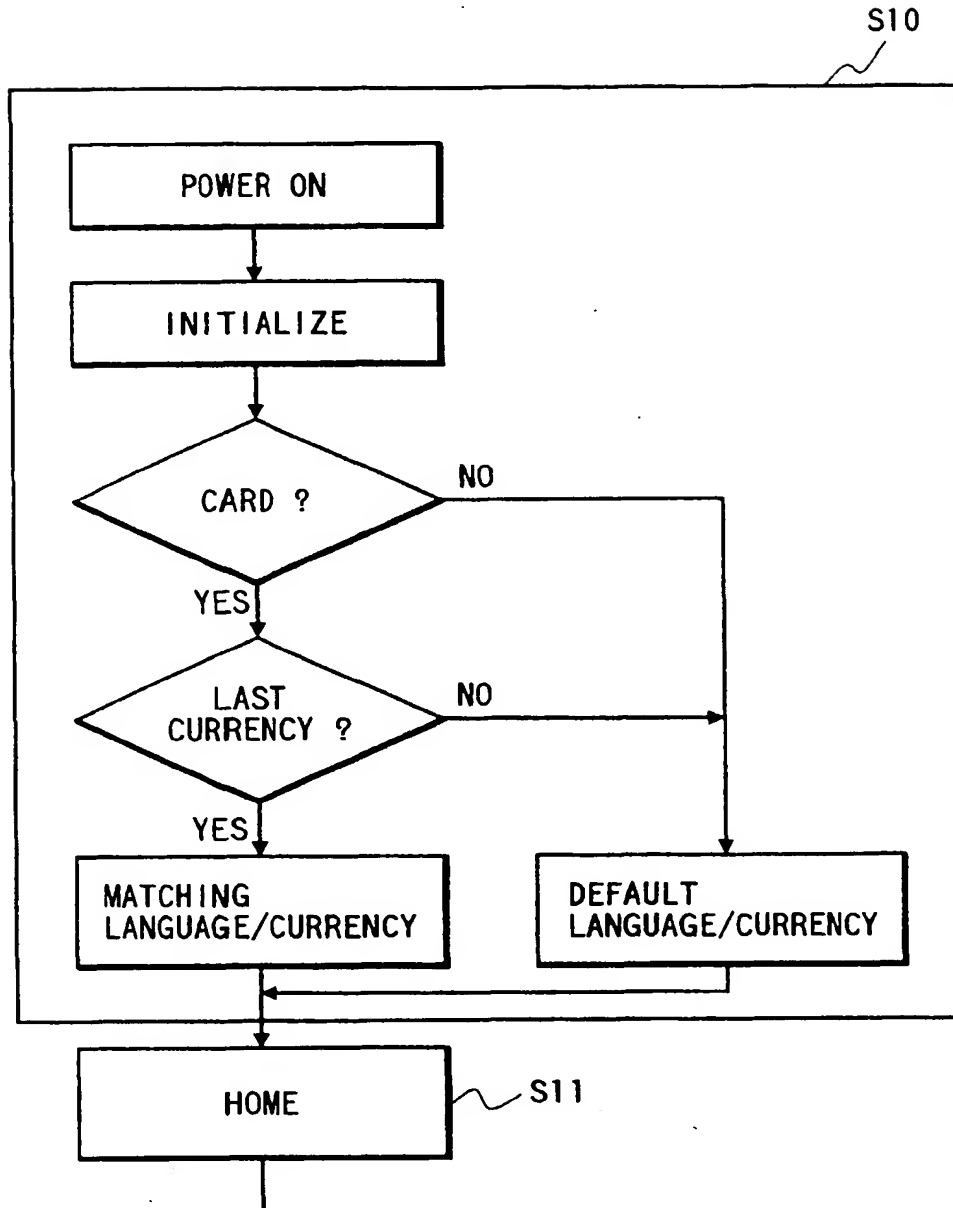 S10
POWER ON
INITIALIZE
CARD ?
NO
YES
LAST
CURRENCY ?
NO
YES
MATCHING
LANGUAGE/CURRENCY
DEFAULT
LANGUAGE/CURRENCY
HOME
S11